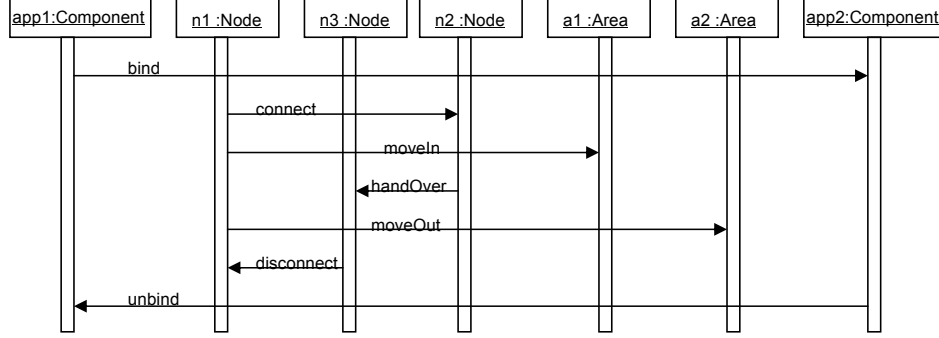 app1:Component n1 :Node n3 :Node n2 :Node a1 :Area a2 :Area app2:Component
bind
connect
moveIn
handOver
moveOut
disconnect
unbind